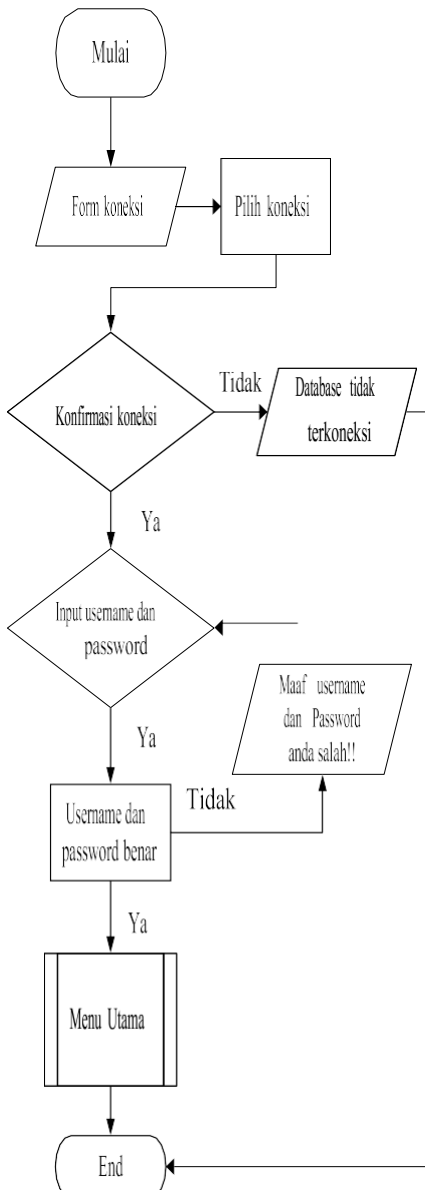 Mulai
Form koneksi
Pilih koneksi
Konfirmasi koneksi
Tidak
Database tidak
terkoneksi
Ya
Input username dan
password
Maaf username
dan Password
anda salah!!
Ya
Username dan
password benar
Tidak
Ya
Menu Utama
End